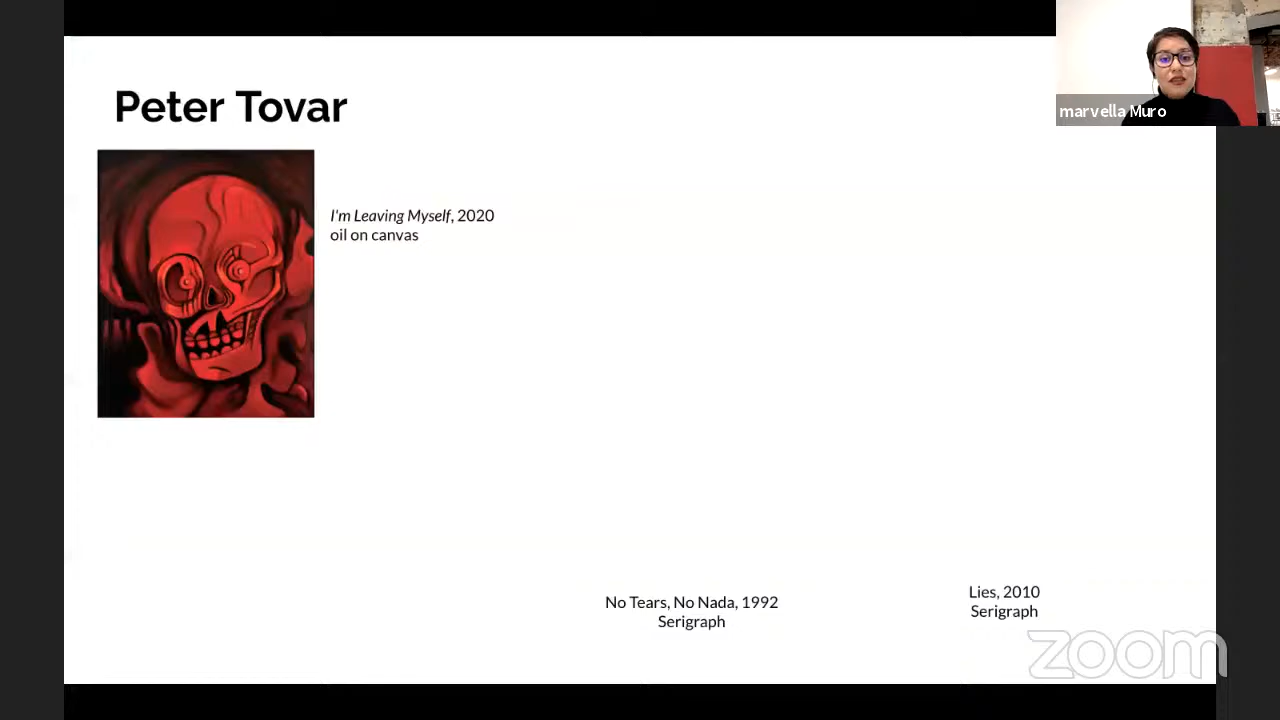 Peter Tovar
marvella Muro
I'm Leaving Myself, 2020
oil on canvas
No Tears, No Nada, 1992
Serigraph
Lies, 2010
Serigraph
zoom